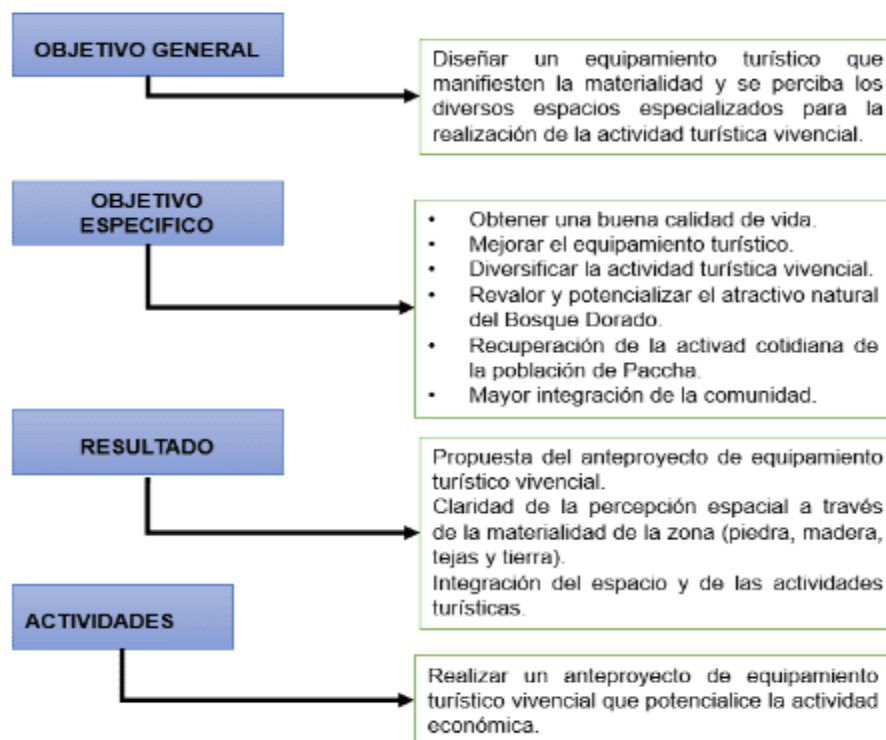 OBJETIVO GENERAL
Diseñar un equipamiento turístico que
manifiesten la materialidad y se perciba los
diversos espacios especializados para la
realización de la actividad turística vivencial.
OBJETIVO
ESPECIFICO
• Obtener una buena calidad de vida.
• Mejorar el equipamiento turístico.
• Diversificar la actividad turística vivencial.
• Revalor y potencializar el atractivo natural
del Bosque Dorado.
• Recuperación de la activad cotidiana de
la población de Paccha.
• Mayor integración de la comunidad.
RESULTADO
Propuesta del anteproyecto de equipamiento
turístico vivencial.
Claridad de la percepción espacial a través
de la materialidad de la zona (piedra, madera,
tejas y tierra).
Integración del espacio y de las actividades
turísticas.
ACTIVIDADES
Realizar un anteproyecto de equipamiento
turístico vivencial que potencialice la actividad
económica.